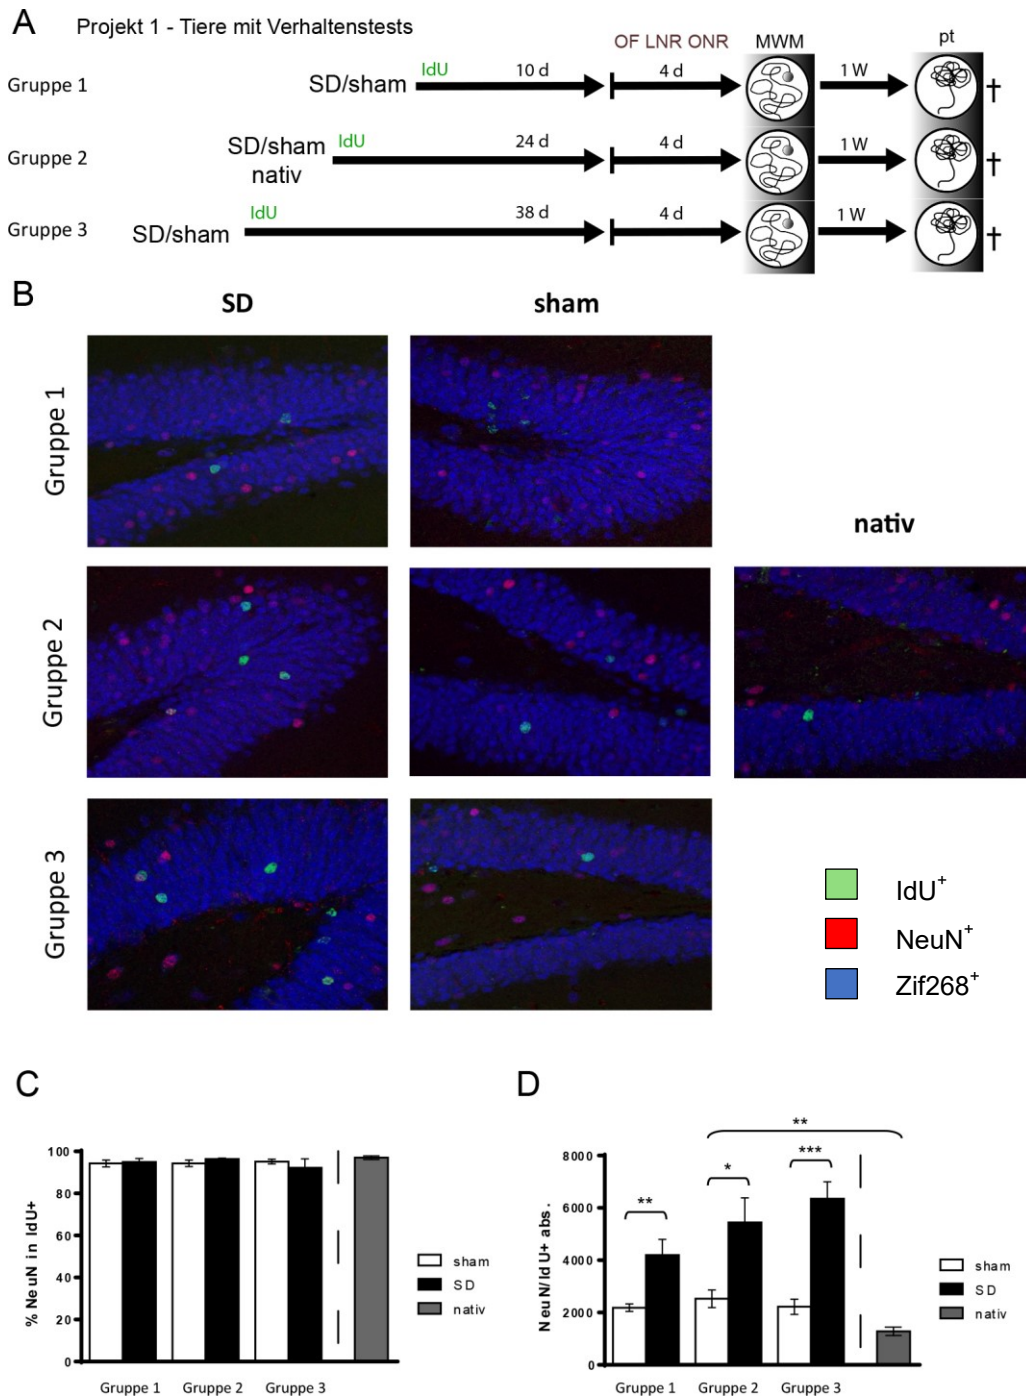 A
Projekt 1 - Tiere mit Verhaltenstests
OF LNR ONR
MWM
pt
Gruppe 1
SD/sham
IdU
10 d
4 d
1 W
†
Gruppe 2
SD/sham
nativ
IdU
24 d
4 d
1 W
†
Gruppe 3
SD/sham
IdU
38 d
4 d
1 W
†
B
SD
sham
Gruppe 1
nativ
Gruppe 2
Gruppe 3
IdU+
NeuN+
Zif268+
C
% NeuN in IdU+
100
80
60
40
20
0
Gruppe 1
Gruppe 2
Gruppe 3
sham
SD
nativ
D
NeuN/IdU+ abs.
8000
6000
4000
2000
0
**
*
***
**
Gruppe 1
Gruppe 2
Gruppe 3
sham
SD
nativ